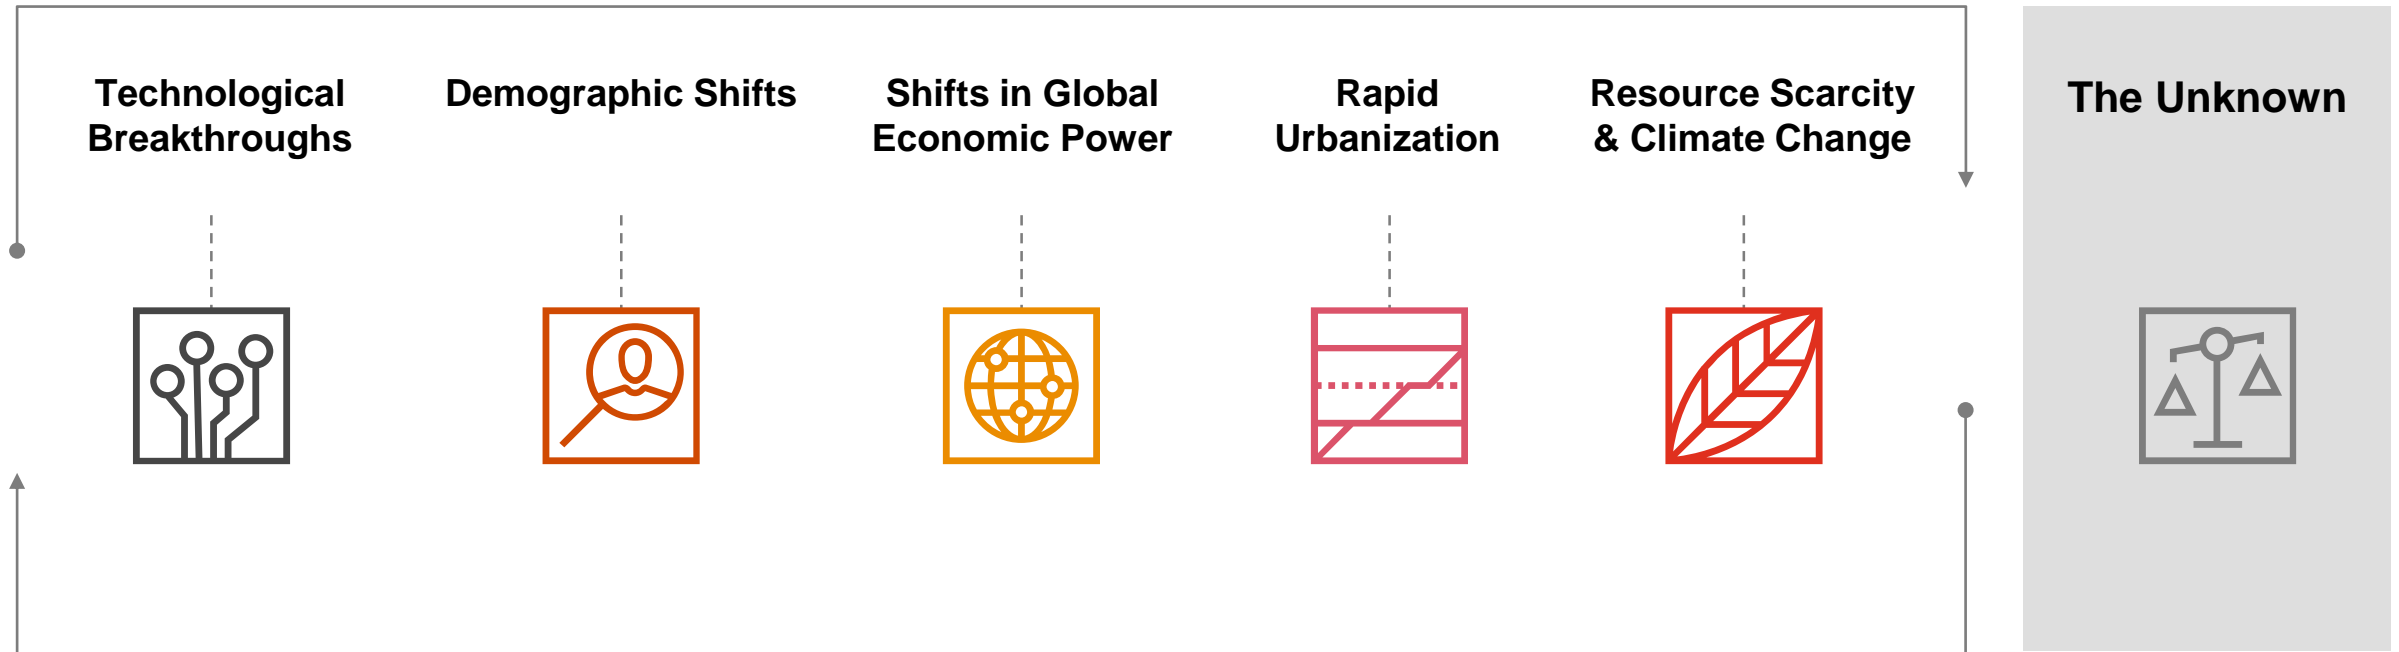 Technological
Breakthroughs
Demographic Shifts
Shifts in Global
Economic Power
Rapid
Urbanization
Resource Scarcity
& Climate Change
The Unknown